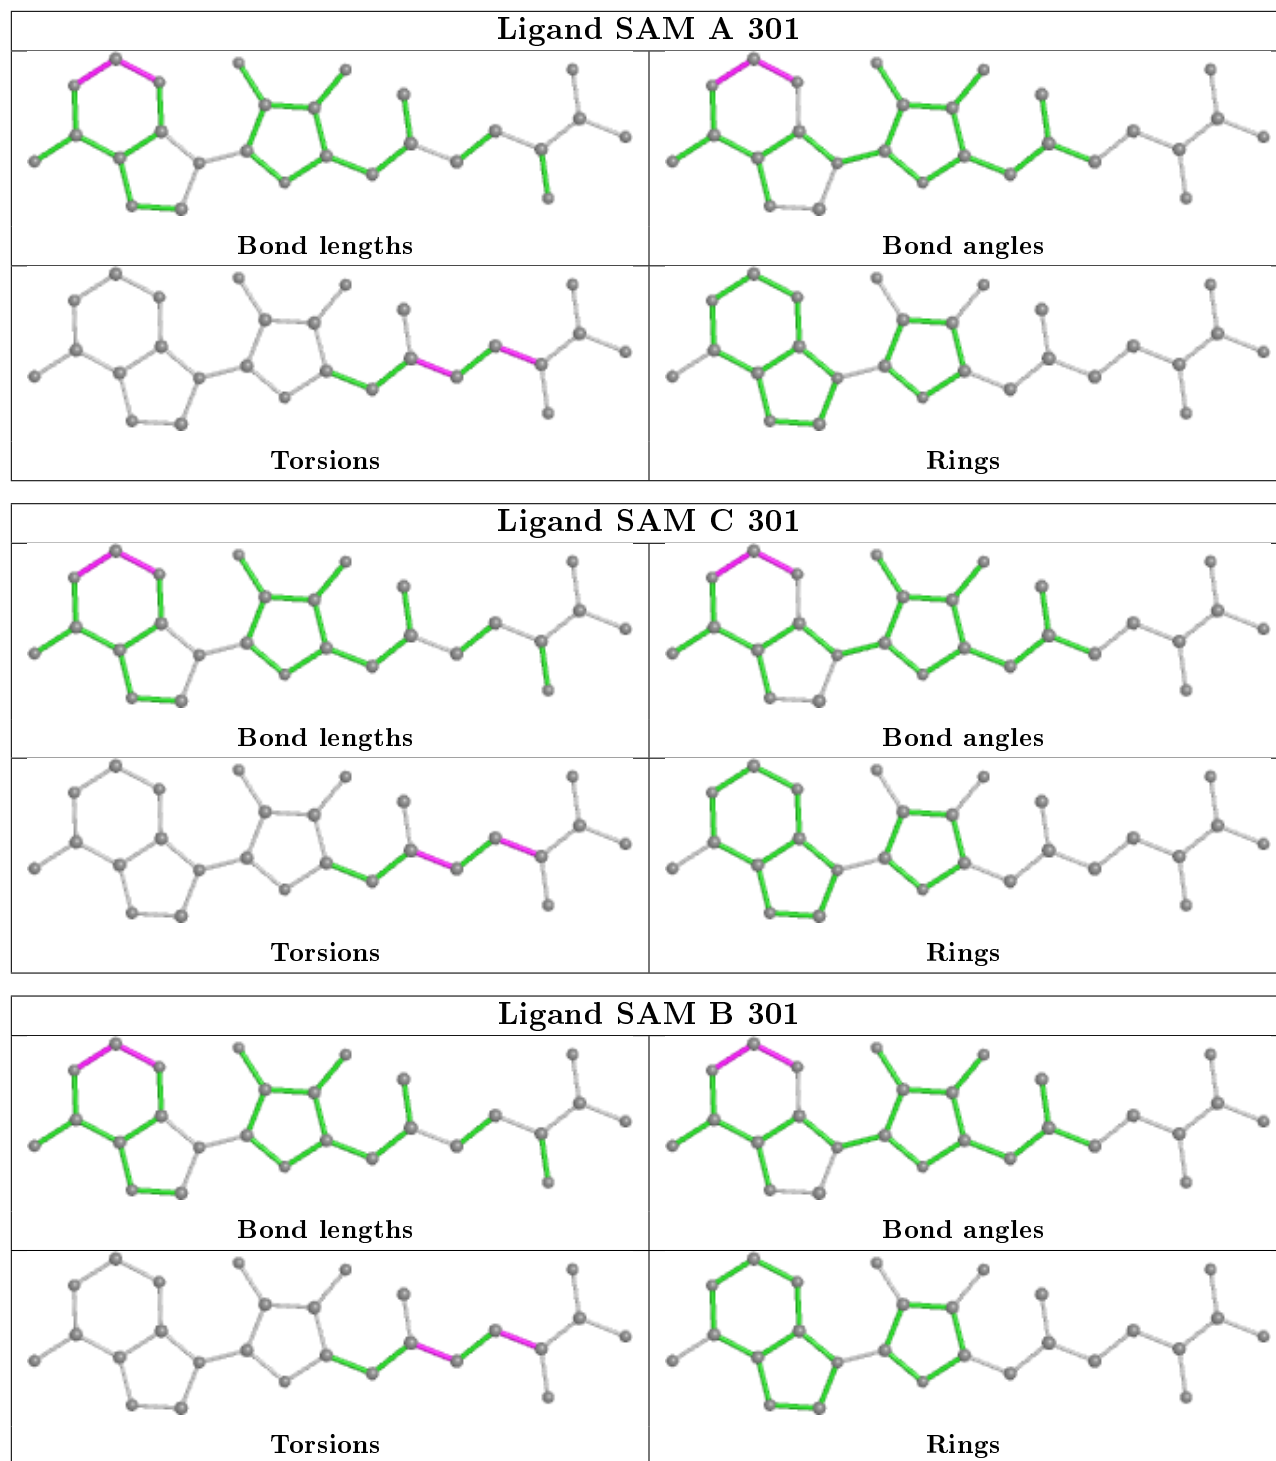 Ligand SAM A 301
Bond lengths
Bond angles
Torsions
Rings
Ligand SAM C 301
Bond lengths
Bond angles
Torsions
Rings
Ligand SAM B 301
Bond lengths
Bond angles
Torsions
Rings